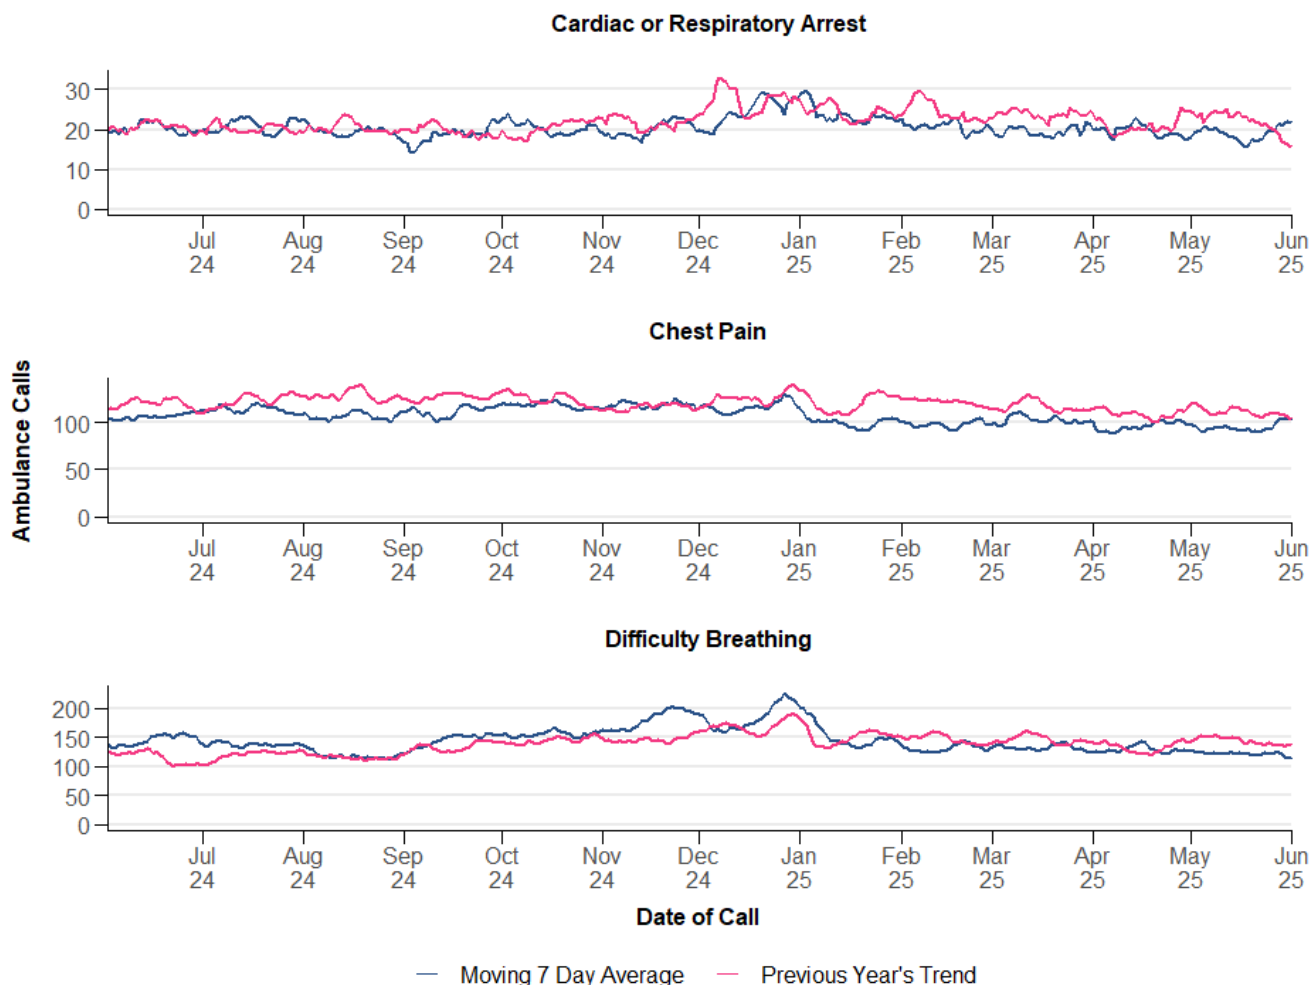 Cardiac or Respiratory Arrest
30
20
10
0
Jul Aug Sep Oct Nov Dec Jan Feb Mar Apr May Jun
24 24 24 24 24 24 25 25 25 25 25 25
Chest Pain
Ambulance Calls
100
50
0
Jul Aug Sep Oct Nov Dec Jan Feb Mar Apr May Jun
24 24 24 24 24 24 25 25 25 25 25 25
Difficulty Breathing
200
150
100
50
0
Jul Aug Sep Oct Nov Dec Jan Feb Mar Apr May Jun
24 24 24 24 24 24 25 25 25 25 25 25
Date of Call
Moving 7 Day Average Previous Year's Trend